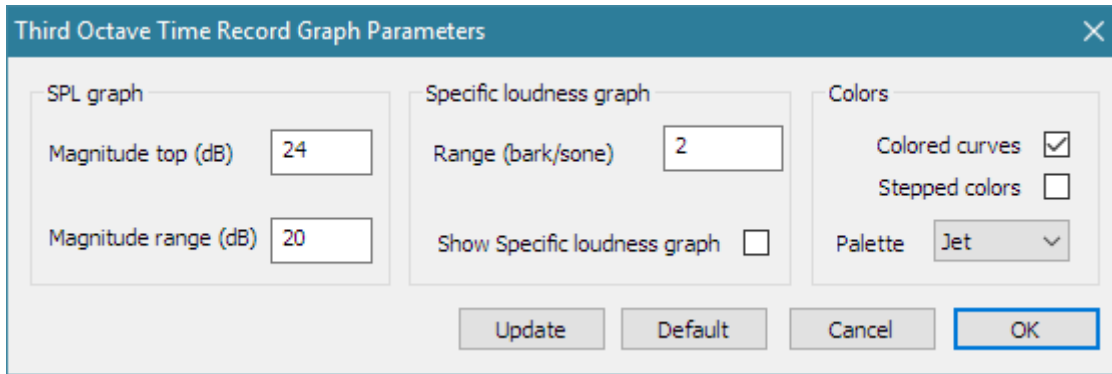 Third Octave Time Record Graph Parameters
SPL graph
Magnitude top (dB) 24
Magnitude range (dB) 20
Specific loudness graph
Range (bark/sone) 2
Show Specific loudness graph
Colors
Colored curves
Stepped colors
Palette Jet
Update Default Cancel OK